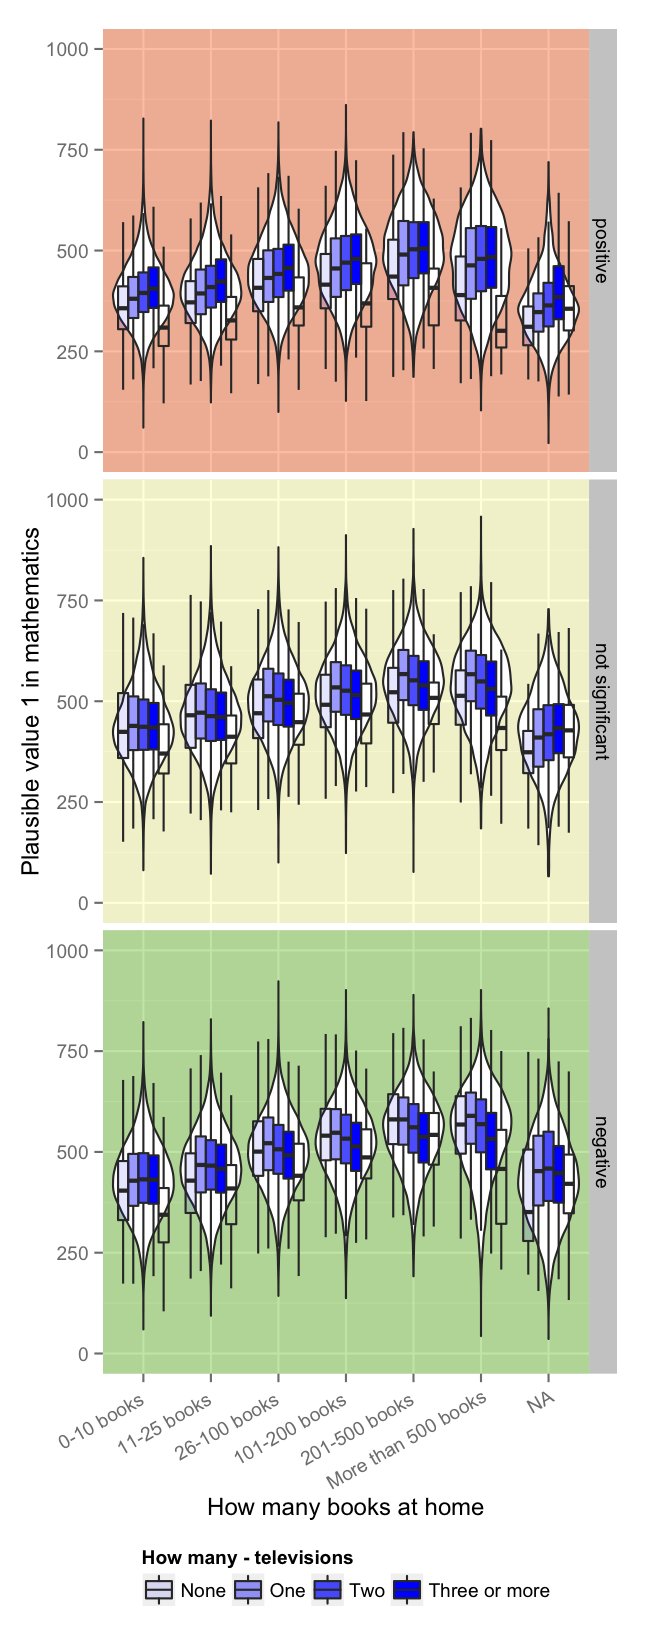 1000
750
500
250
0
positive
1000
750
500
250
0
not significant
1000
750
500
250
0
negative
Plausible value 1 in mathematics
0-10 books
11-25 books
26-100 books
101-200 books
201-500 books
More than 500 books
NA
How many books at home
How many - televisions
None One Two Three or more